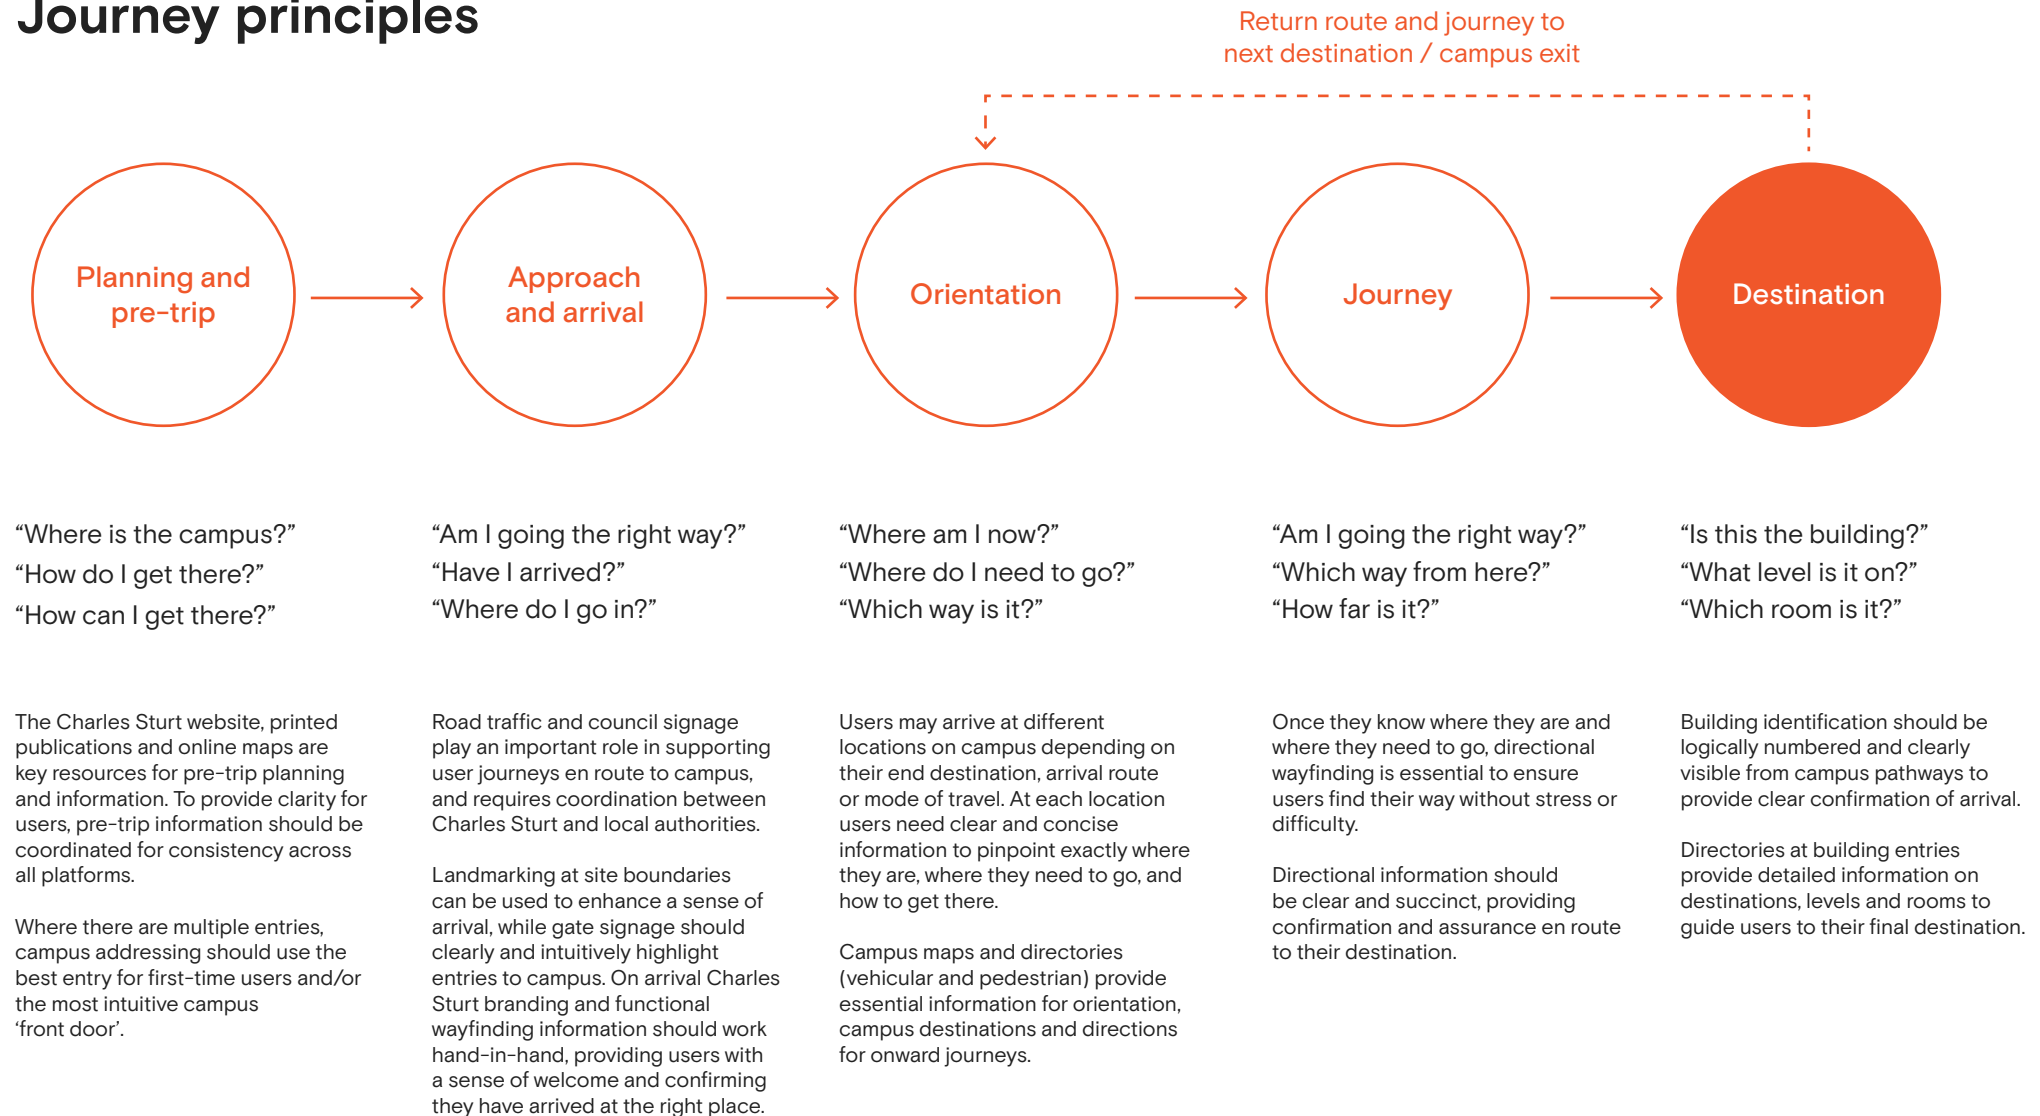 Journey principles
Return route and journey to
next destination / campus exit
Planning and
pre-trip
Approach
and arrival
Orientation
Journey
Destination
“Where is the campus?”
“How do I get there?”
“How can I get there?”
“Am I going the right way?”
“Have I arrived?”
“Where do I go in?”
“Where am I now?”
“Where do I need to go?”
“Which way is it?”
“Am I going the right way?”
“Which way from here?”
“How far is it?”
“Is this the building?”
“What level is it on?”
“Which room is it?”
The Charles Sturt website, printed
publications and online maps are
key resources for pre-trip planning
and information. To provide clarity for
users, pre-trip information should be
coordinated for consistency across
all platforms.
Where there are multiple entries,
campus addressing should use the
best entry for first-time users and/or
the most intuitive campus
‘front door’.
Road traffic and council signage
play an important role in supporting
user journeys en route to campus,
and requires coordination between
Charles Sturt and local authorities.
Landmarking at site boundaries
can be used to enhance a sense of
arrival, while gate signage should
clearly and intuitively highlight
entries to campus. On arrival Charles
Sturt branding and functional
wayfinding information should work
hand-in-hand, providing users with
a sense of welcome and confirming
they have arrived at the right place.
Users may arrive at different
locations on campus depending on
their end destination, arrival route
or mode of travel. At each location
users need clear and concise
information to pinpoint exactly where
they are, where they need to go, and
how to get there.
Campus maps and directories
(vehicular and pedestrian) provide
essential information for orientation,
campus destinations and directions
for onward journeys.
Once they know where they are and
where they need to go, directional
wayfinding is essential to ensure
users find their way without stress or
difficulty.
Directional information should
be clear and succinct, providing
confirmation and assurance en route
to their destination.
Building identification should be
logically numbered and clearly
visible from campus pathways to
provide clear confirmation of arrival.
Directories at building entries
provide detailed information on
destinations, levels and rooms to
guide users to their final destination.